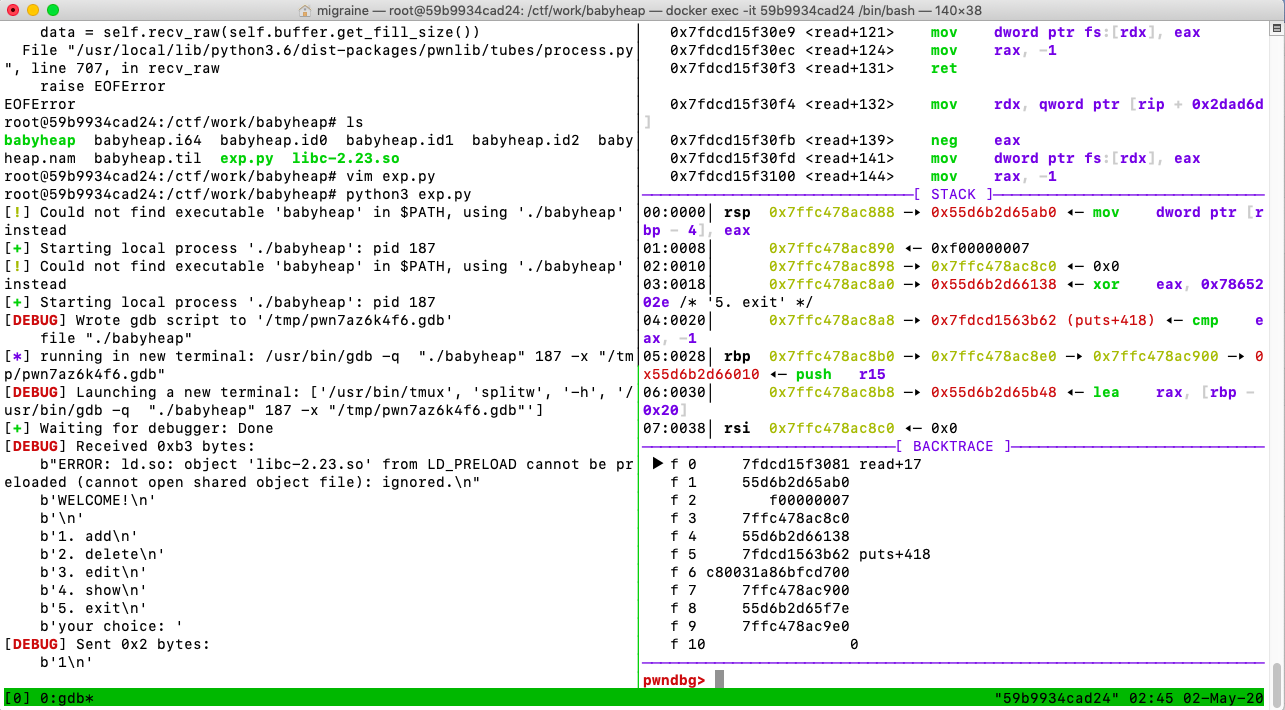 migraine — root@59b9934cad24: /ctf/work/babyheap — docker exec -it 59b9934cad24 /bin/bash — 140×38
    data = self.recv_raw(self.buffer.get_fill_size())
  File "/usr/local/lib/python3.6/dist-packages/pwnlib/tubes/process.py
", line 707, in recv_raw
    raise EOFError
EOFError
root@59b9934cad24:/ctf/work/babyheap# ls
babyheap  babyheap.i64  babyheap.id0  babyheap.id1  babyheap.id2  baby
heap.nam  babyheap.til  exp.py  libc-2.23.so
root@59b9934cad24:/ctf/work/babyheap# vim exp.py
root@59b9934cad24:/ctf/work/babyheap# python3 exp.py
[!] Could not find executable 'babyheap' in $PATH, using './babyheap'
instead
[+] Starting local process './babyheap': pid 187
[!] Could not find executable 'babyheap' in $PATH, using './babyheap'
instead
[+] Starting local process './babyheap': pid 187
[DEBUG] Wrote gdb script to '/tmp/pwn7az6k4f6.gdb'
    file "./babyheap"
[*] running in new terminal: /usr/bin/gdb -q  "./babyheap" 187 -x "/tm
p/pwn7az6k4f6.gdb"
[DEBUG] Launching a new terminal: ['/usr/bin/tmux', 'splitw', '-h', '/
usr/bin/gdb -q  "./babyheap" 187 -x "/tmp/pwn7az6k4f6.gdb"']
[+] Waiting for debugger: Done
[DEBUG] Received 0xb3 bytes:
    b"ERROR: ld.so: object 'libc-2.23.so' from LD_PRELOAD cannot be pr
eloaded (cannot open shared object file): ignored.\n"
    b'WELCOME!\n'
    b'\n'
    b'1. add\n'
    b'2. delete\n'
    b'3. edit\n'
    b'4. show\n'
    b'5. exit\n'
    b'your choice: '
[DEBUG] Sent 0x2 bytes:
    b'1\n'
0x7fdcd15f30e9 <read+121>    mov    dword ptr fs:[rdx], eax
0x7fdcd15f30ec <read+124>    mov    rax, -1
0x7fdcd15f30f3 <read+131>    ret
0x7fdcd15f30f4 <read+132>    mov    rdx, qword ptr [rip + 0x2dad6d
]
0x7fdcd15f30fb <read+139>    neg    eax
0x7fdcd15f30fd <read+141>    mov    dword ptr fs:[rdx], eax
0x7fdcd15f3100 <read+144>    mov    rax, -1
[ STACK ]
00:0000│ rsp  0x7ffc478ac888 —▸ 0x55d6b2d65ab0 ◂— mov    dword ptr [r
bp - 4], eax
01:0008│      0x7ffc478ac890 ◂— 0xf00000007
02:0010│      0x7ffc478ac898 —▸ 0x7ffc478ac8c0 ◂— 0x0
03:0018│      0x7ffc478ac8a0 —▸ 0x55d6b2d66138 ◂— xor    eax, 0x78652
02e /* '5. exit' */
04:0020│      0x7ffc478ac8a8 —▸ 0x7fdcd1563b62 (puts+418) ◂— cmp    e
ax, -1
05:0028│ rbp  0x7ffc478ac8b0 —▸ 0x7ffc478ac8e0 —▸ 0x7ffc478ac900 —▸ 0
x55d6b2d66010 ◂— push   r15
06:0030│      0x7ffc478ac8b8 —▸ 0x55d6b2d65b48 ◂— lea    rax, [rbp -
0x20]
07:0038│ rsi  0x7ffc478ac8c0 ◂— 0x0
[ BACKTRACE ]
► f 0     7fdcd15f3081 read+17
f 1     55d6b2d65ab0
f 2        f00000007
f 3     7ffc478ac8c0
f 4     55d6b2d66138
f 5     7fdcd1563b62 puts+418
f 6 c80031a86bfcd700
f 7     7ffc478ac900
f 8     55d6b2d65f7e
f 9     7ffc478ac9e0
f 10                0
pwndbg>
[0] 0:gdb*
"59b9934cad24" 02:45 02-May-20